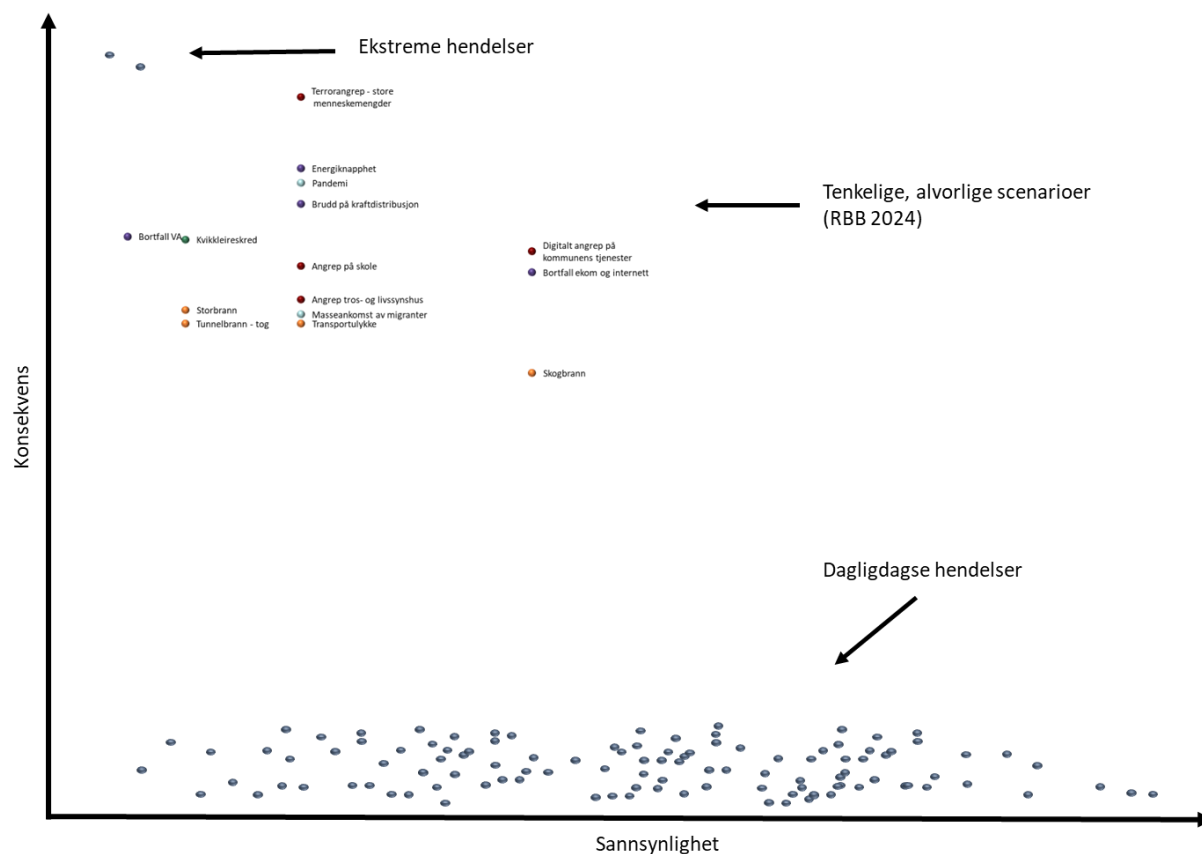 Ekstreme hendelser
Terrorangrep - store
menneskemengder
Energiknapphet
Pandemi
Tenkelige, alvorlige scenarioer
(RBB 2024)
Brudd på kraftdistribusjon
Bortfall VA
Kvikkleireskred
Digitalt angrep på
kommunens tjenester
Angrep på skole
Bortfall ekom og internett
Angrep tros- og livssynshus
Storbrann
Masseankomst av migranter
Tunnelbrann - tog
Transportulykke
Skogbrann
Konsekvens
Dagligdagse hendelser
Sannsynlighet